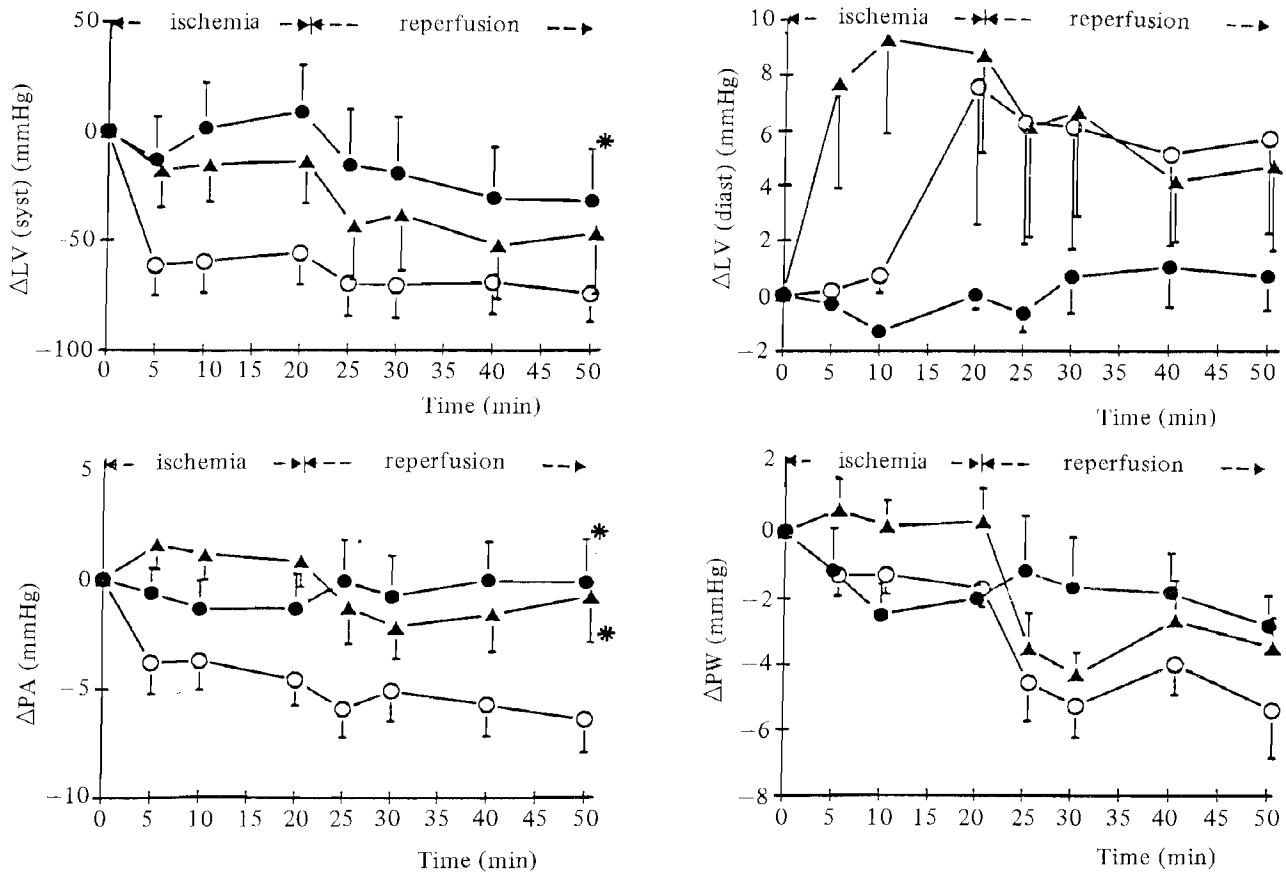 ischemia reperfusion
50
0
−50
−100
ΔLV (syst) (mmHg)
*
0 5 10 15 20 25 30 35 40 45 50
Time (min)
ischemia reperfusion
10
8
6
4
2
0
−2
ΔLV (diast) (mmHg)
0 5 10 15 20 25 30 35 40 45 50
Time (min)
ischemia reperfusion
5
0
−5
−10
ΔPA (mmHg)
*
*
0 5 10 15 20 25 30 35 40 45 50
Time (min)
ischemia reperfusion
2
0
−2
−4
−6
−8
ΔPW (mmHg)
0 5 10 15 20 25 30 35 40 45 50
Time (min)